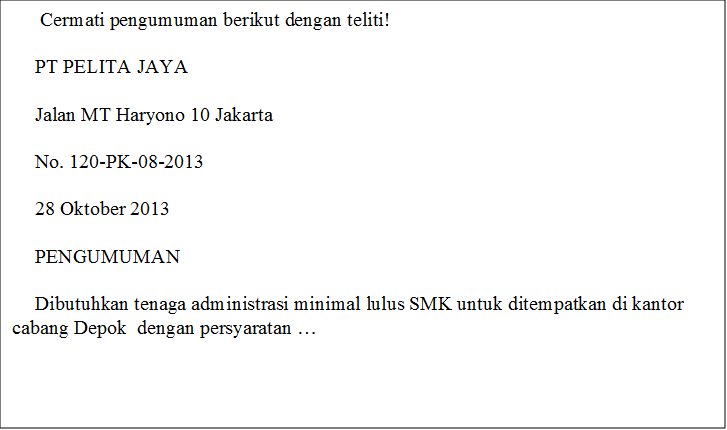 Cermati pengumuman berikut dengan teliti!
PT PELITA JAYA
Jalan MT Haryono 10 Jakarta
No. 120-PK-08-2013
28 Oktober 2013
PENGUMUMAN
Dibutuhkan tenaga administrasi minimal lulus SMK untuk ditempatkan di kantor
cabang Depok dengan persyaratan …